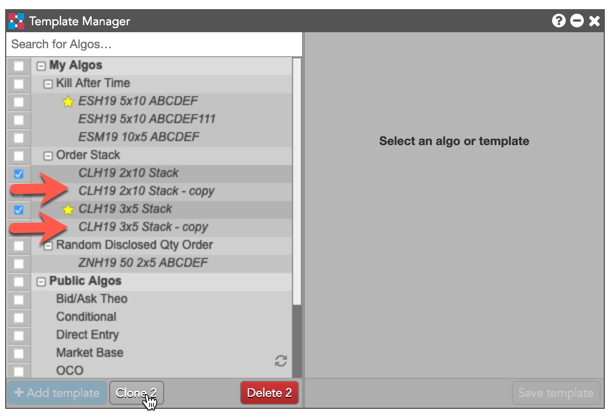 Template Manager
Search for Algos...
My Algos
Kill After Time
ESH19 5x10 ABCDEF
ESH19 5x10 ABCDEF111
ESM19 10x5 ABCDEF
Order Stack
CLH19 2x10 Stack
CLH19 2x10 Stack - copy
CLH19 3x5 Stack
CLH19 3x5 Stack - copy
Random Disclosed Qty Order
ZNH19 50 2x5 ABCDEF
Public Algos
Bid/Ask Theo
Conditional
Direct Entry
Market Base
OCO
Select an algo or template
+ Add template
Clone 2
Delete 2
Save template